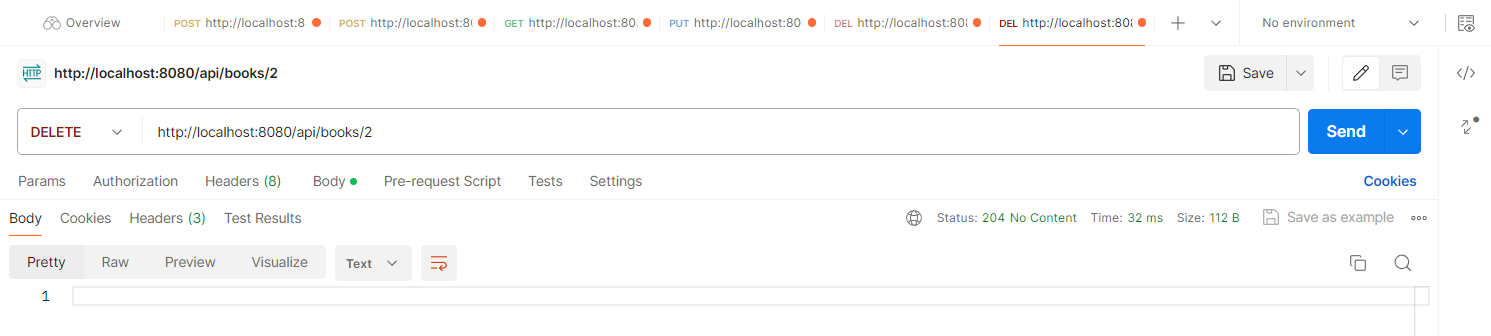 Overview POST http://localhost:8 POST http://localhost:80 GET http://localhost:80 PUT http://localhost:80 DEL http://localhost:808 DEL http://localhost:808 No environment
HTTP http://localhost:8080/api/books/2 Save
DELETE http://localhost:8080/api/books/2 Send
Params Authorization Headers (8) Body Pre-request Script Tests Settings Cookies
Body Cookies Headers (3) Test Results Status: 204 No Content Time: 32 ms Size: 112 B Save as example
Pretty Raw Preview Visualize Text
1